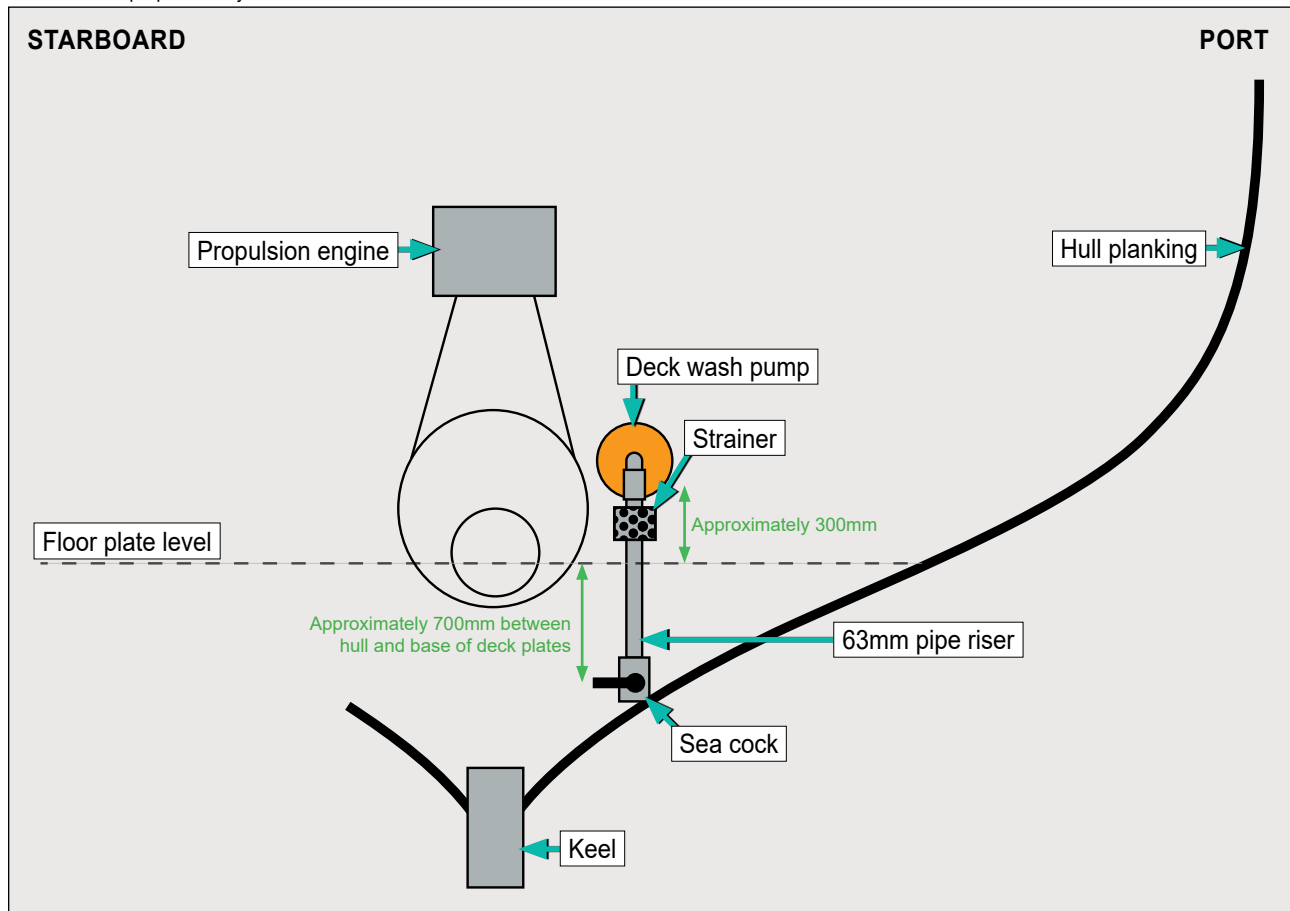 STARBOARD
PORT
Propulsion engine
Hull planking
Deck wash pump
Strainer
Approximately 300mm
Floor plate level
Approximately 700mm between
hull and base of deck plates
63mm pipe riser
Sea cock
Keel